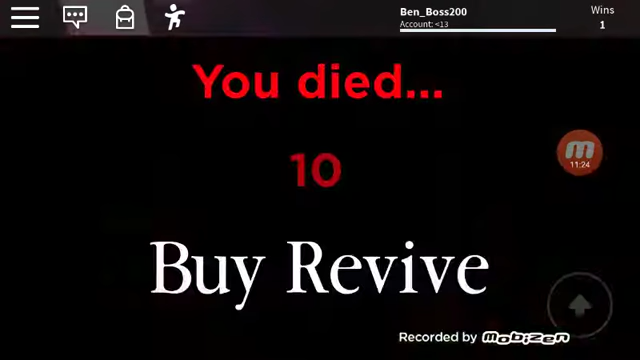 Ben_Boss200
Account: <13
Wins
1
You died...
10
M
11:24
Buy Revive
Recorded by Mobizen